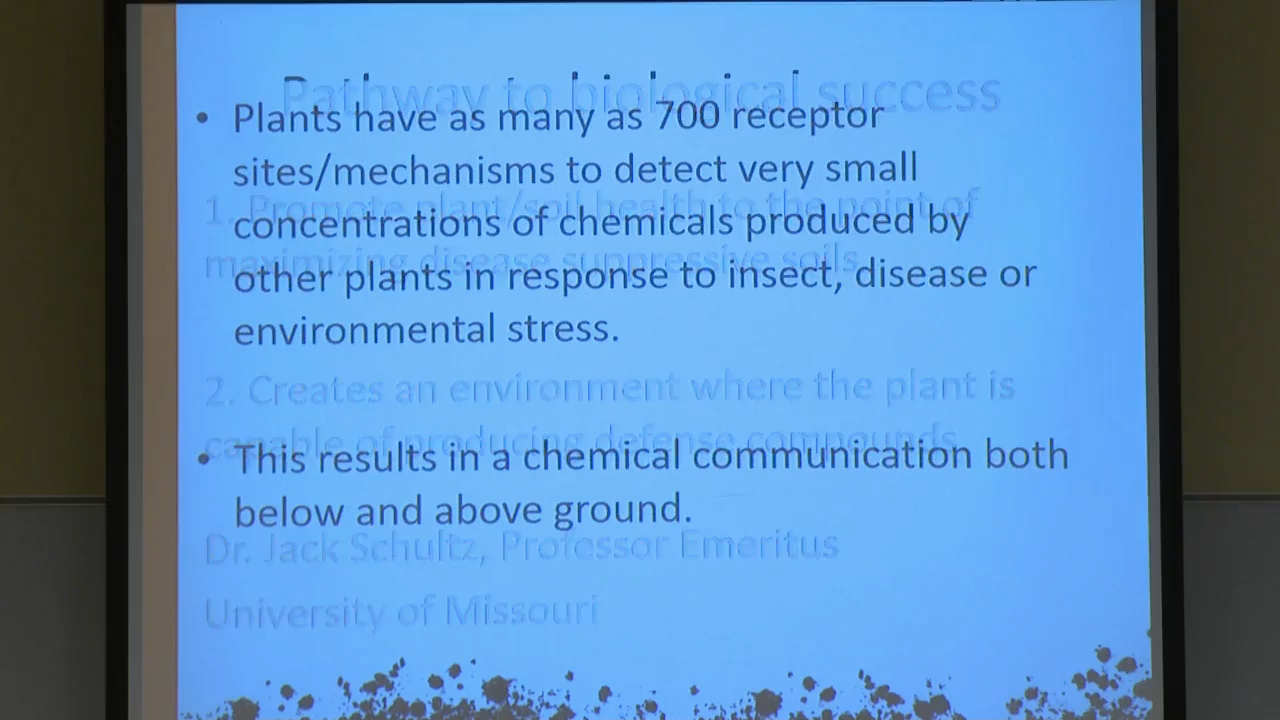 Pathway to biological success
• Plants have as many as 700 receptor
sites/mechanisms to detect very small
1. Promote plant/soil health to the point of
concentrations of chemicals produced by
maximizing disease suppressive soils
other plants in response to insect, disease or
environmental stress.
2. Creates an environment where the plant is
capable of producing defense compounds
• This results in a chemical communication both
below and above ground.
Dr. Jack Schultz, Professor Emeritus
University of Missouri